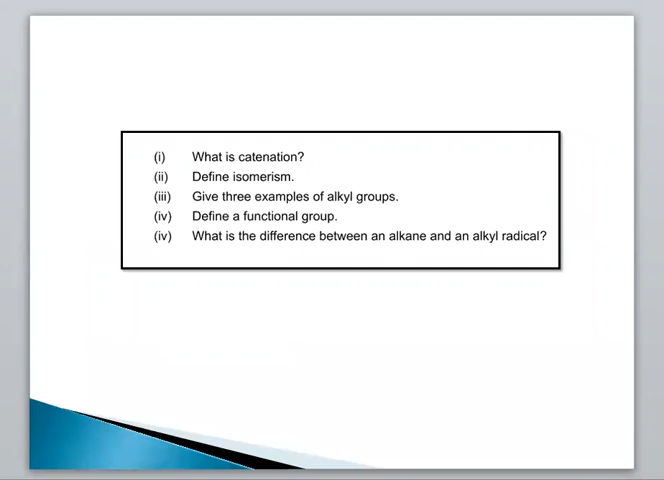 (i) What is catenation?
(ii) Define isomerism.
(iii) Give three examples of alkyl groups.
(iv) Define a functional group.
(iv) What is the difference between an alkane and an alkyl radical?